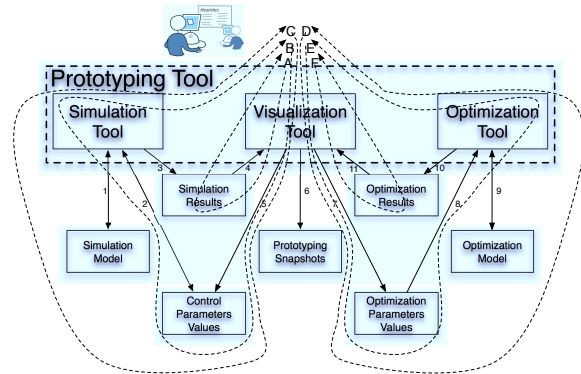 Heuristics
C D
B E
A F
Prototyping Tool
Simulation
Tool
Visualization
Tool
Optimization
Tool
3
4
11
10
1
2
Simulation
Results
5
6
7
Optimization
Results
8
9
Simulation
Model
Prototyping
Snapshots
Optimization
Model
Control
Parameters
Values
Optimization
Parameters
Values